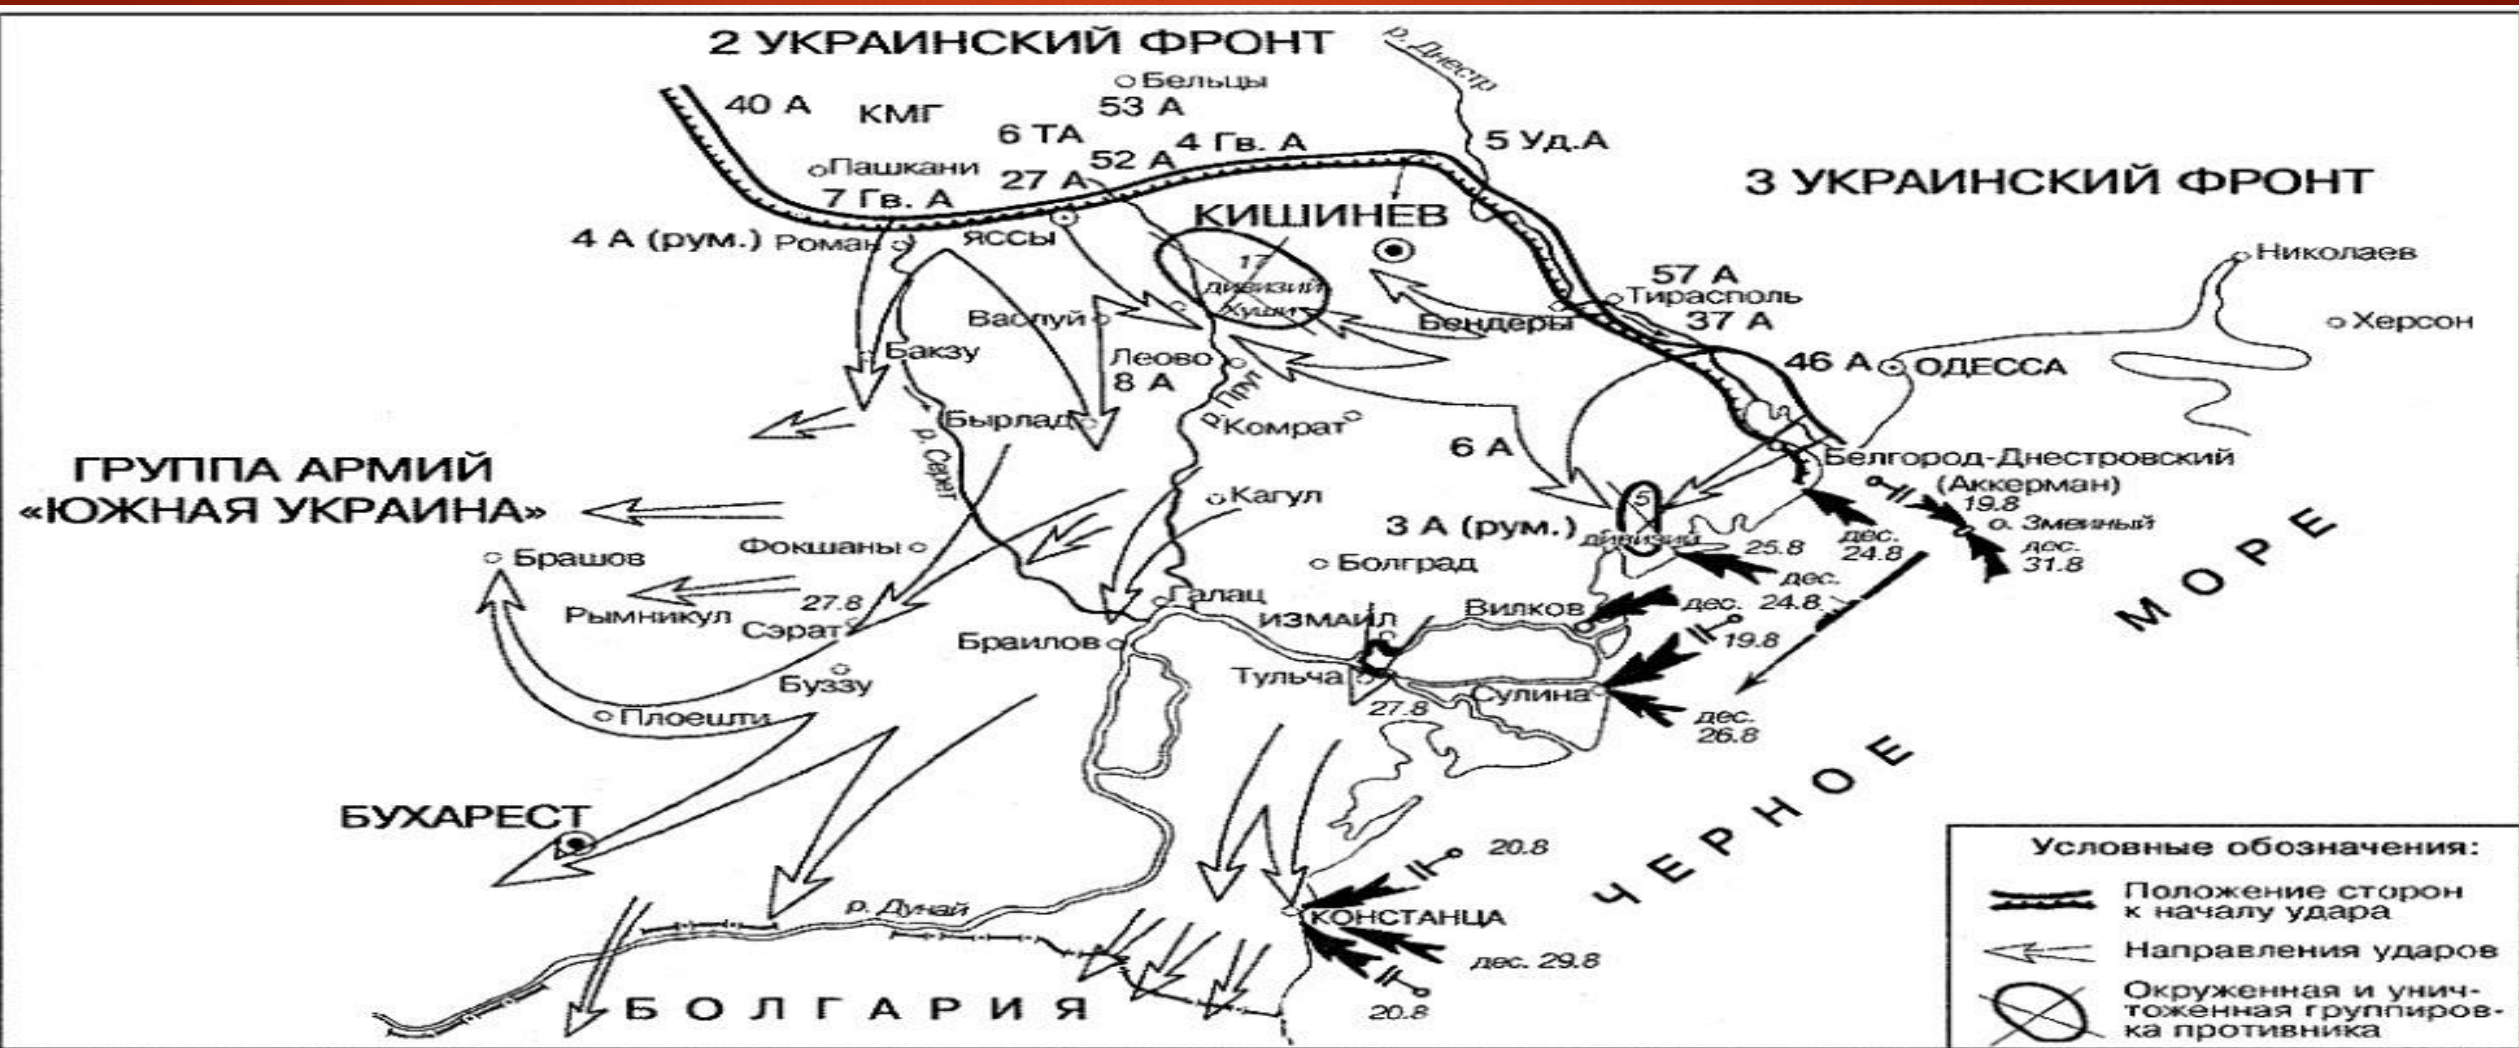 2 УКРАИНСКИЙ ФРОНТ
р. Днестр
Бельцы
40 А
КМГ
53 А
6 ТА
4 Гв. А
5 Уд.А
52 А
Пашкани
27 А
3 УКРАИНСКИЙ ФРОНТ
7 Гв. А
КИШИНЕВ
4 А (рум.)
Роман
ЯССЫ
Николаев
17
дивизий
Хуши
57 А
Тирасполь
37 А
Васлуй
Бендеры
Херсон
Бакэу
Леово
8 А
46 А
ОДЕССА
р. Прут
Бырлад
Комрат
6 А
р. Серет
ГРУППА АРМИЙ
«ЮЖНАЯ УКРАИНА»
Белгород-Днестровский
(Аккерман)
19.8
о. Змеиный
Кагул
5
3 А (рум.)
дивизий
25.8
дес.
24.8
дес.
31.8
Фокшаны
Брашов
Болград
дес.
Рымникул
27.8
Сэрат
Галац
ИЗМАИЛ
Вилков
дес. 24.8
19.8
Браилов
Буззу
Тульча
27.8
Сулина
дес.
26.8
Плоешти
БУХАРЕСТ
ЧЕРНОЕ МОРЕ
20.8
р. Дунай
КОНСТАНЦА
дес. 29.8
20.8
БОЛГАРИЯ
Условные обозначения:
Положение сторон
к началу удара
Направления ударов
Окруженная и унич-
тоженная группиров-
ка противника